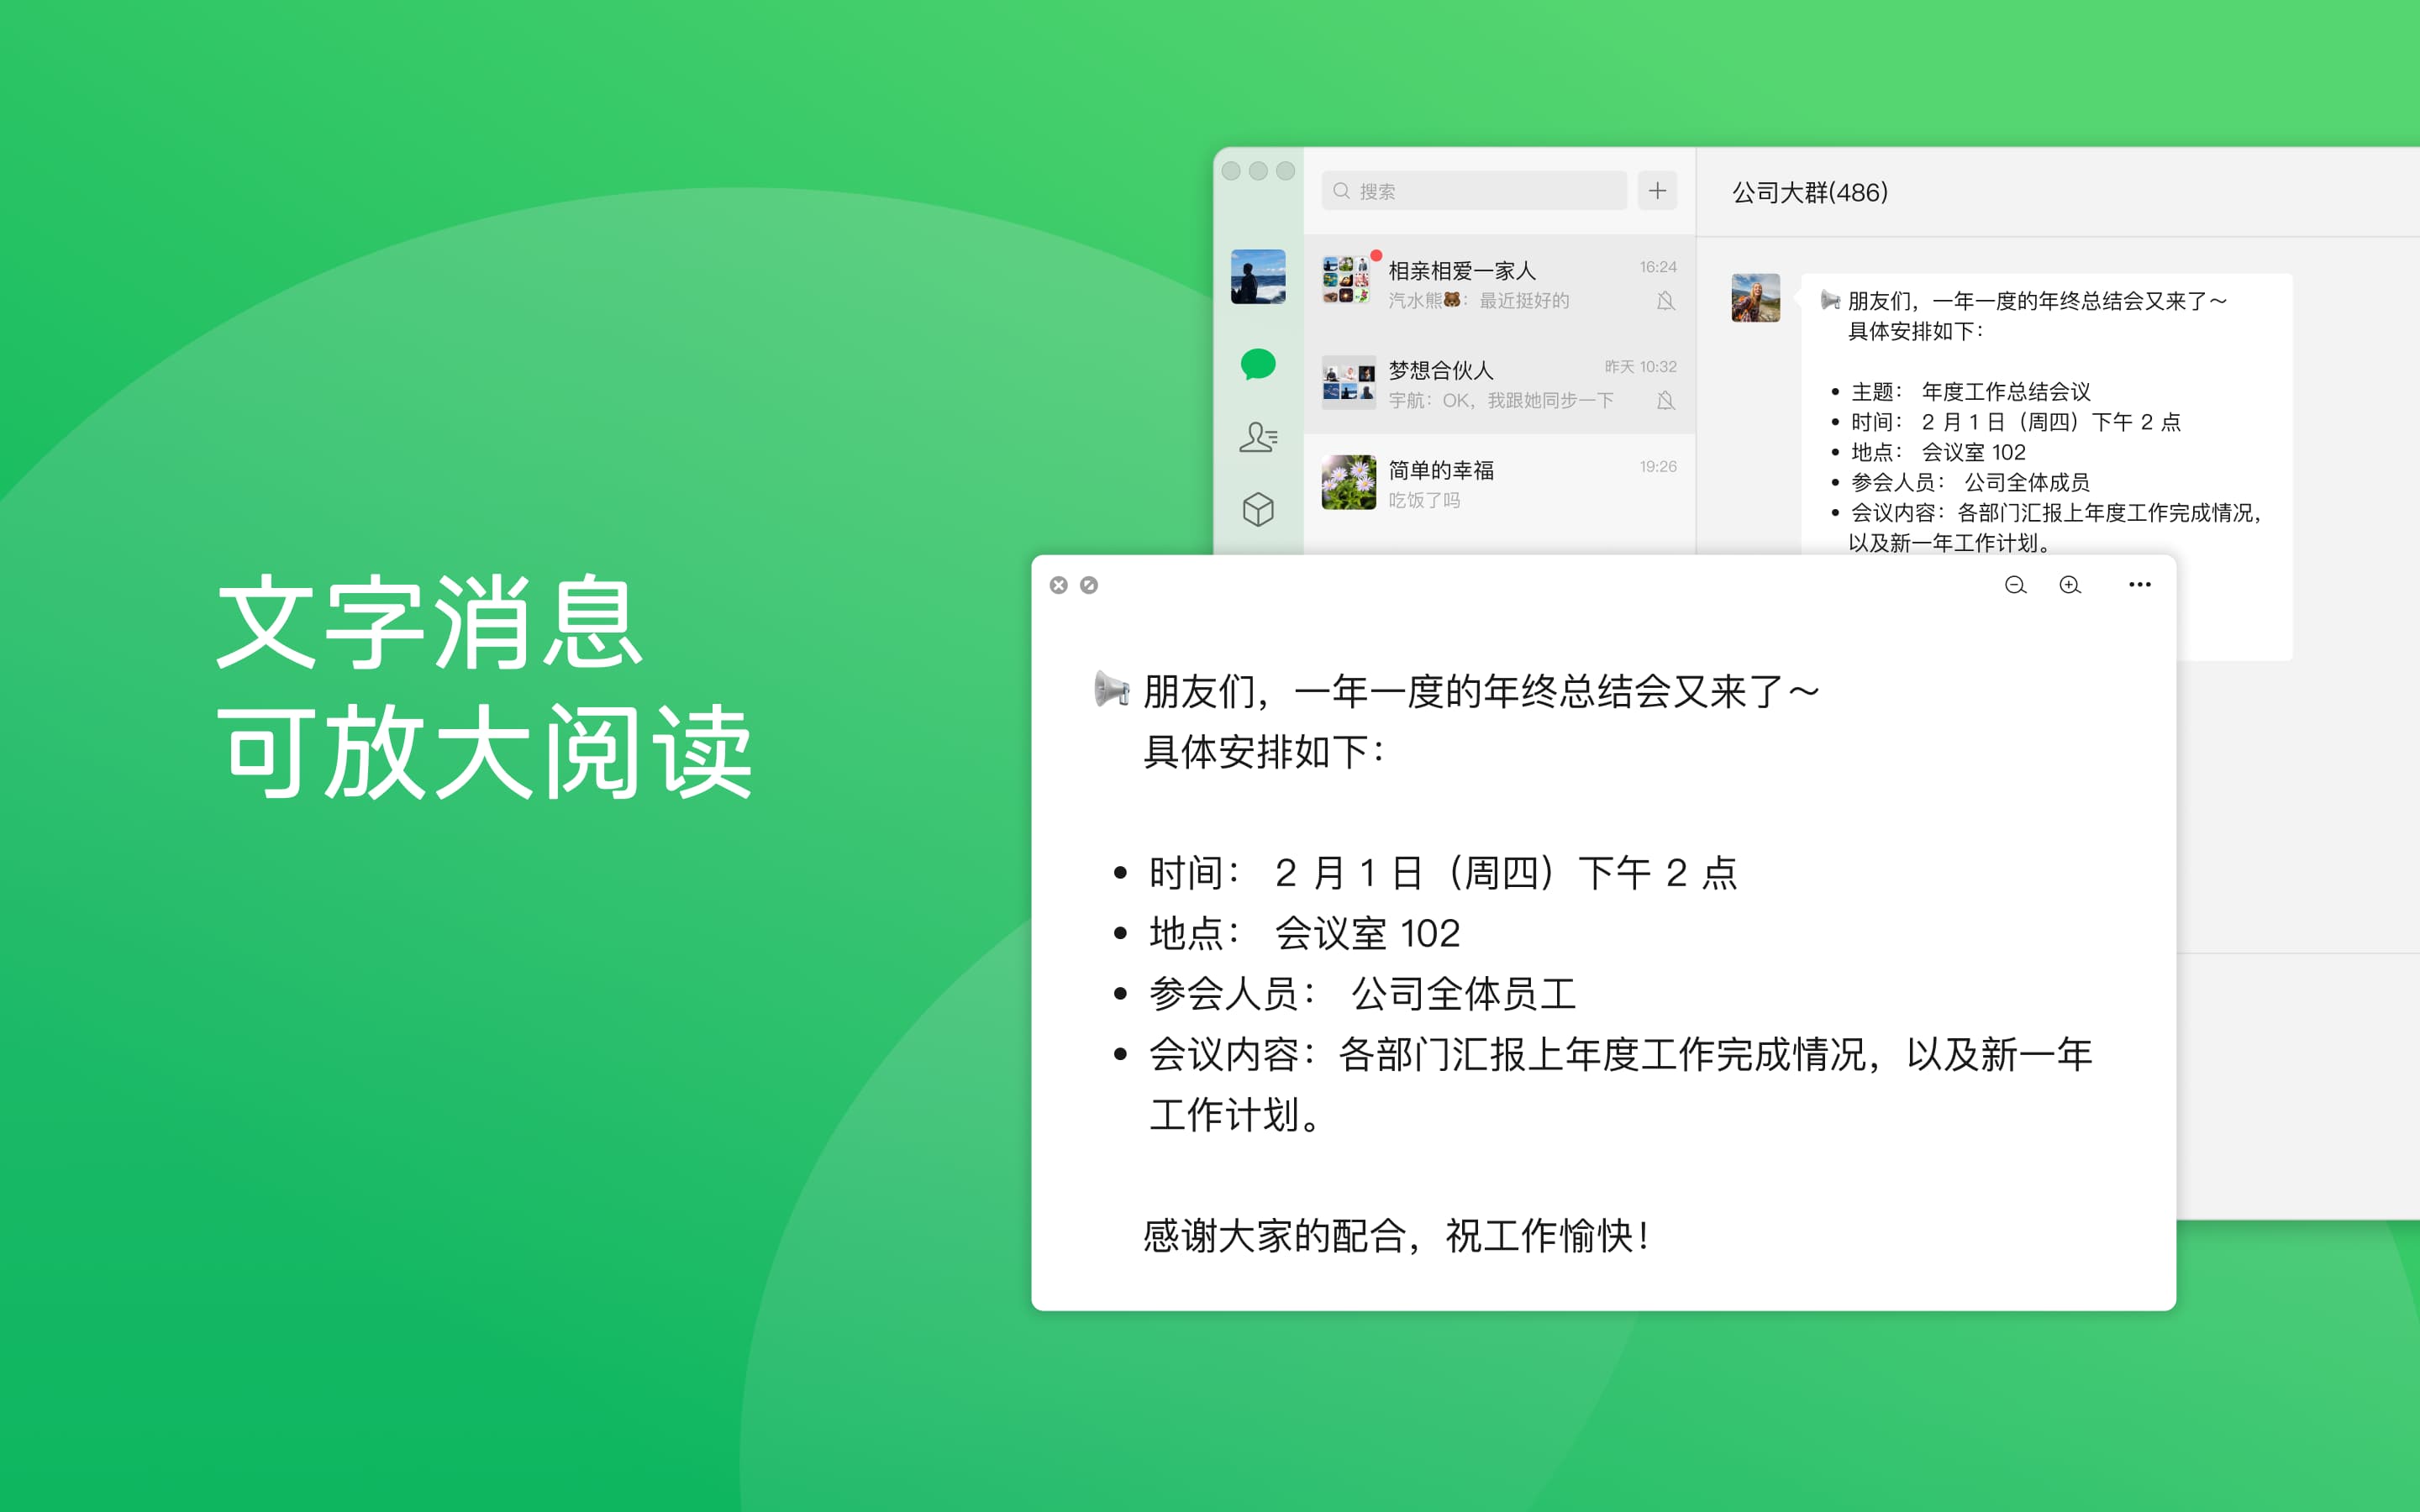 文字消息
可放大阅读
搜索
相亲相爱一家人
16:24
汽水熊🐻：最近挺好的
梦想合伙人
昨天 10:32
宇航：OK，我跟她同步一下
简单的幸福
19:26
吃饭了吗
公司大群(486)
📢 朋友们，一年一度的年终总结会又来了～
具体安排如下：
• 主题： 年度工作总结会议
• 时间： 2 月 1 日（周四）下午 2 点
• 地点： 会议室 102
• 参会人员： 公司全体成员
• 会议内容：各部门汇报上年度工作完成情况，
以及新一年工作计划。
📢 朋友们，一年一度的年终总结会又来了～
具体安排如下：
• 时间： 2 月 1 日（周四）下午 2 点
• 地点： 会议室 102
• 参会人员： 公司全体员工
• 会议内容：各部门汇报上年度工作完成情况，以及新一年
工作计划。
感谢大家的配合，祝工作愉快！